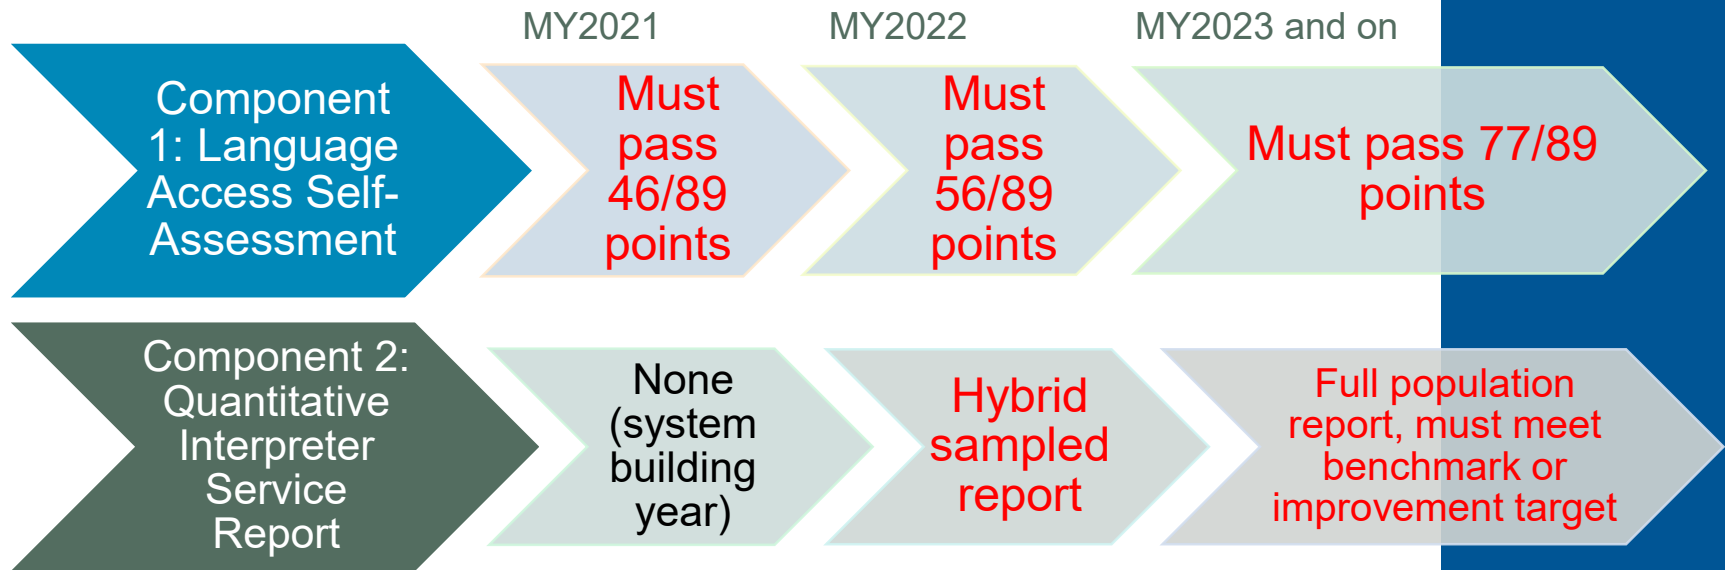 MY2021
MY2022
MY2023 and on
Component
1: Language
Access Self-
Assessment
Must
pass
46/89
points
Must
pass
56/89
points
Must pass 77/89
points
Component 2:
Quantitative
Interpreter
Service
Report
None
(system
building
year)
Hybrid
sampled
report
Full population
report, must meet
benchmark or
improvement target